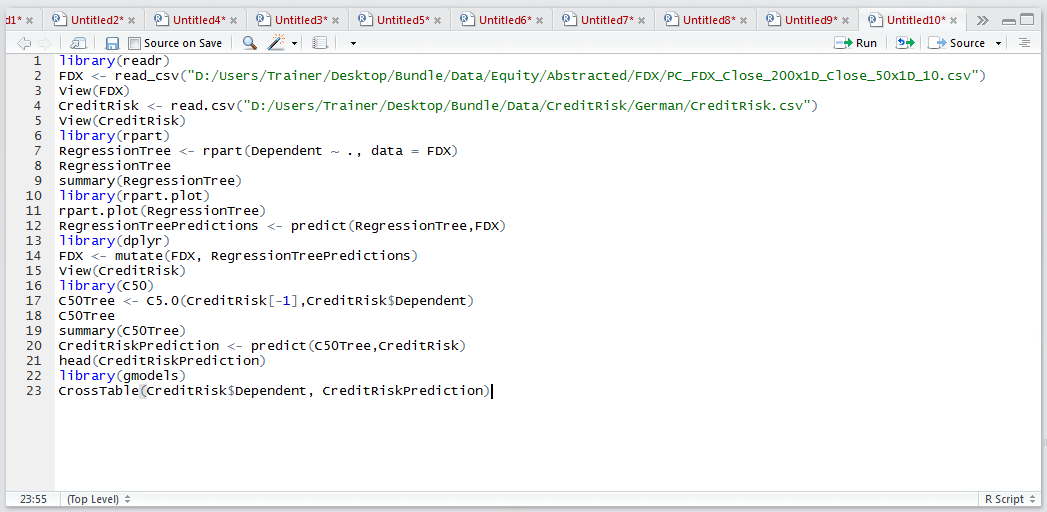 d1* Untitled2* Untitled4* Untitled3* Untitled5* Untitled6* Untitled7* Untitled8* Untitled9* Untitled10*
Source on Save Run Source
1 library(readr)
2 FDX <- read_csv("D:/Users/Trainer/Desktop/Bundle/Data/Equity/Abstracted/FDX/PC_FDX_Close_200x1D_Close_50x1D_10.csv")
3 View(FDX)
4 CreditRisk <- read.csv("D:/Users/Trainer/Desktop/Bundle/Data/CreditRisk/German/CreditRisk.csv")
5 View(CreditRisk)
6 library(rpart)
7 RegressionTree <- rpart(Dependent ~ ., data = FDX)
8 RegressionTree
9 summary(RegressionTree)
10 library(rpart.plot)
11 rpart.plot(RegressionTree)
12 RegressionTreePredictions <- predict(RegressionTree,FDX)
13 library(dplyr)
14 FDX <- mutate(FDX, RegressionTreePredictions)
15 View(CreditRisk)
16 library(C50)
17 C50Tree <- C5.0(CreditRisk[-1],CreditRisk$Dependent)
18 C50Tree
19 summary(C50Tree)
20 CreditRiskPrediction <- predict(C50Tree,CreditRisk)
21 head(CreditRiskPrediction)
22 library(gmodels)
23 CrossTable(CreditRisk$Dependent, CreditRiskPrediction)
23:55 (Top Level) R Script